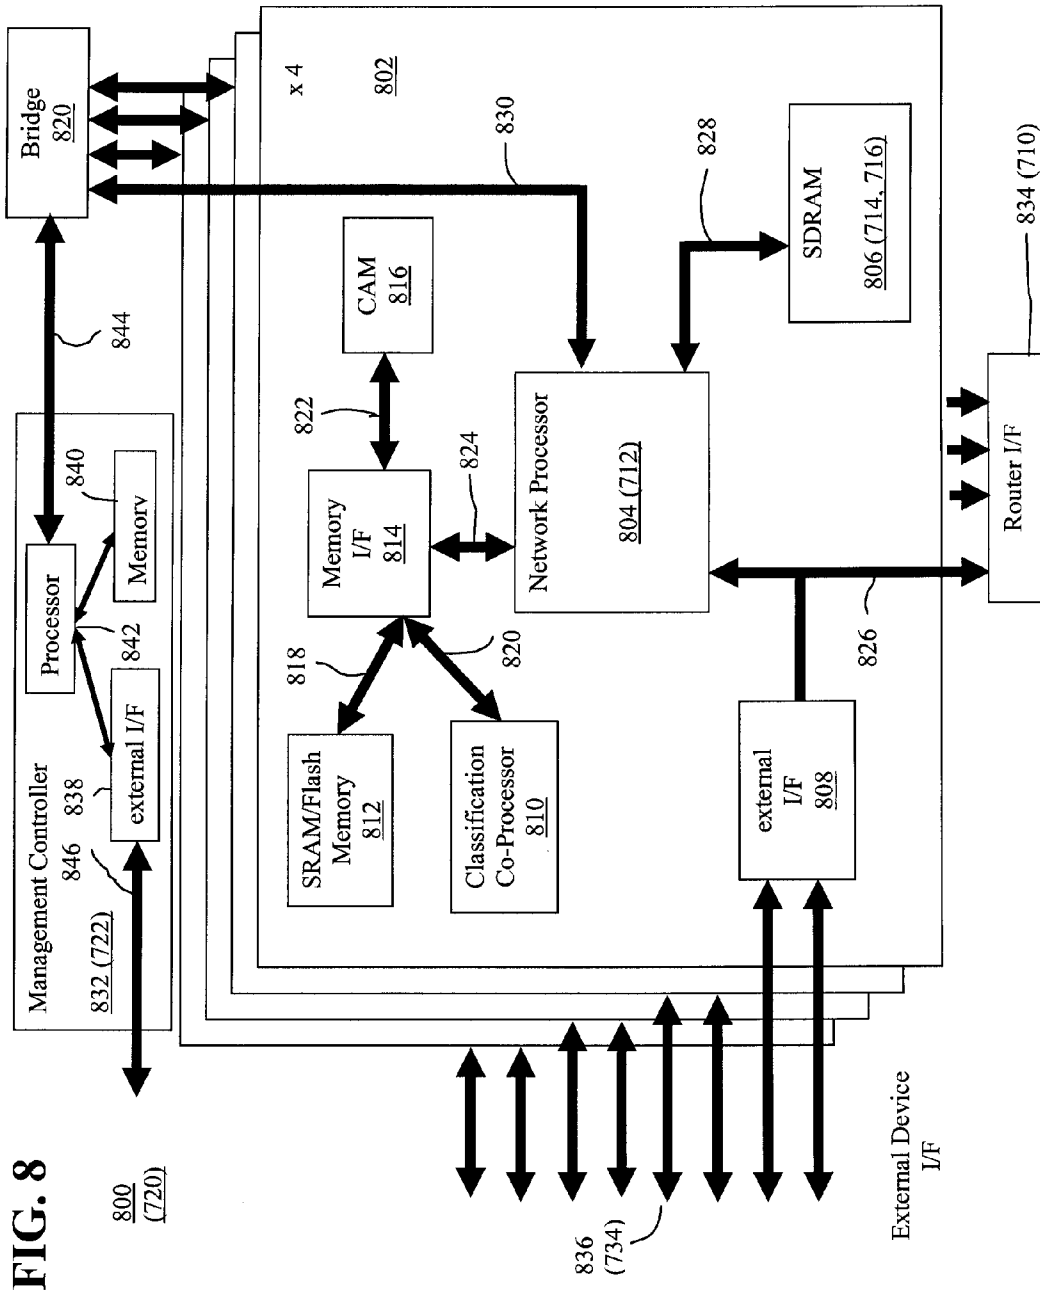 FIG. 8
800
(720)
Management Controller
832 (722)
846
838
external I/F
Processor
842
840
Memory
844
Bridge
820
x 4
802
830
SRAM/Flash
Memory
812
818
Classification
Co-Processor
810
820
Memory
I/F
814
822
CAM
816
824
Network Processor
804 (712)
828
SDRAM
806 (714, 716)
external
I/F
808
826
Router I/F
834 (710)
836
(734)
External Device
I/F